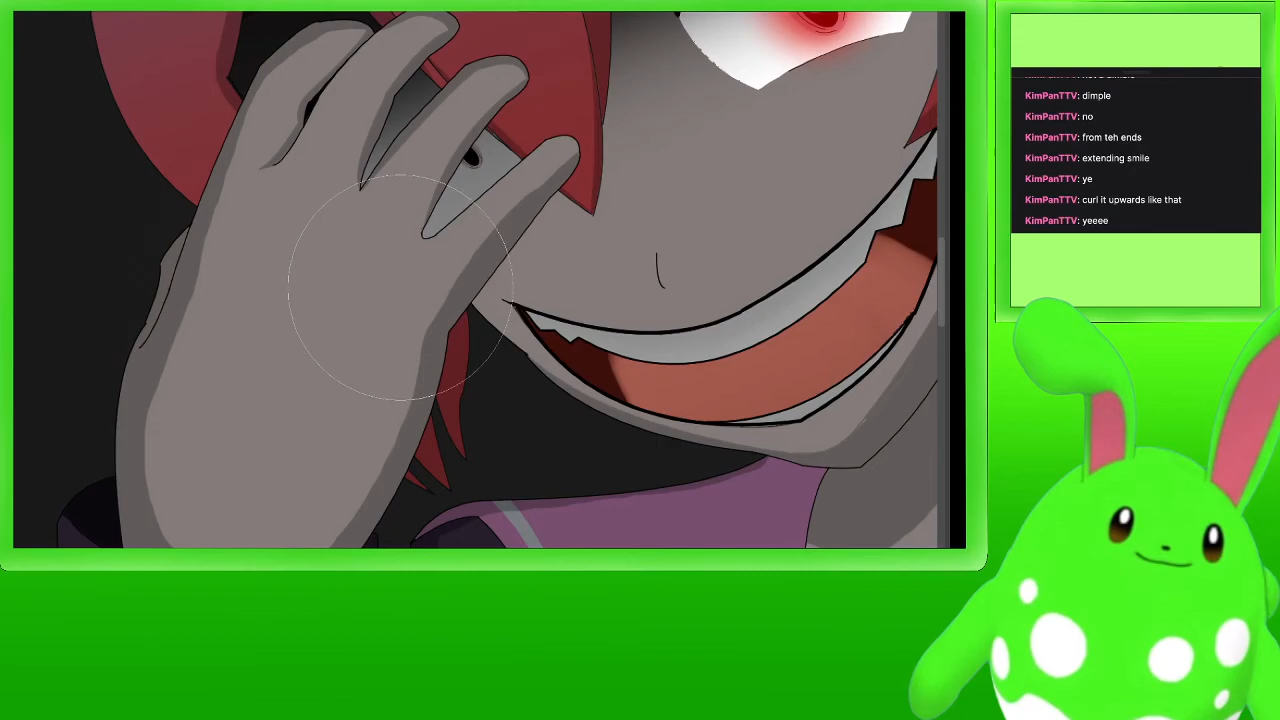 KimPanTTV: dimple
KimPanTTV: no
KimPanTTV: from teh ends
KimPanTTV: extending smile
KimPanTTV: ye
KimPanTTV: curl it upwards like that
KimPanTTV: yeeee